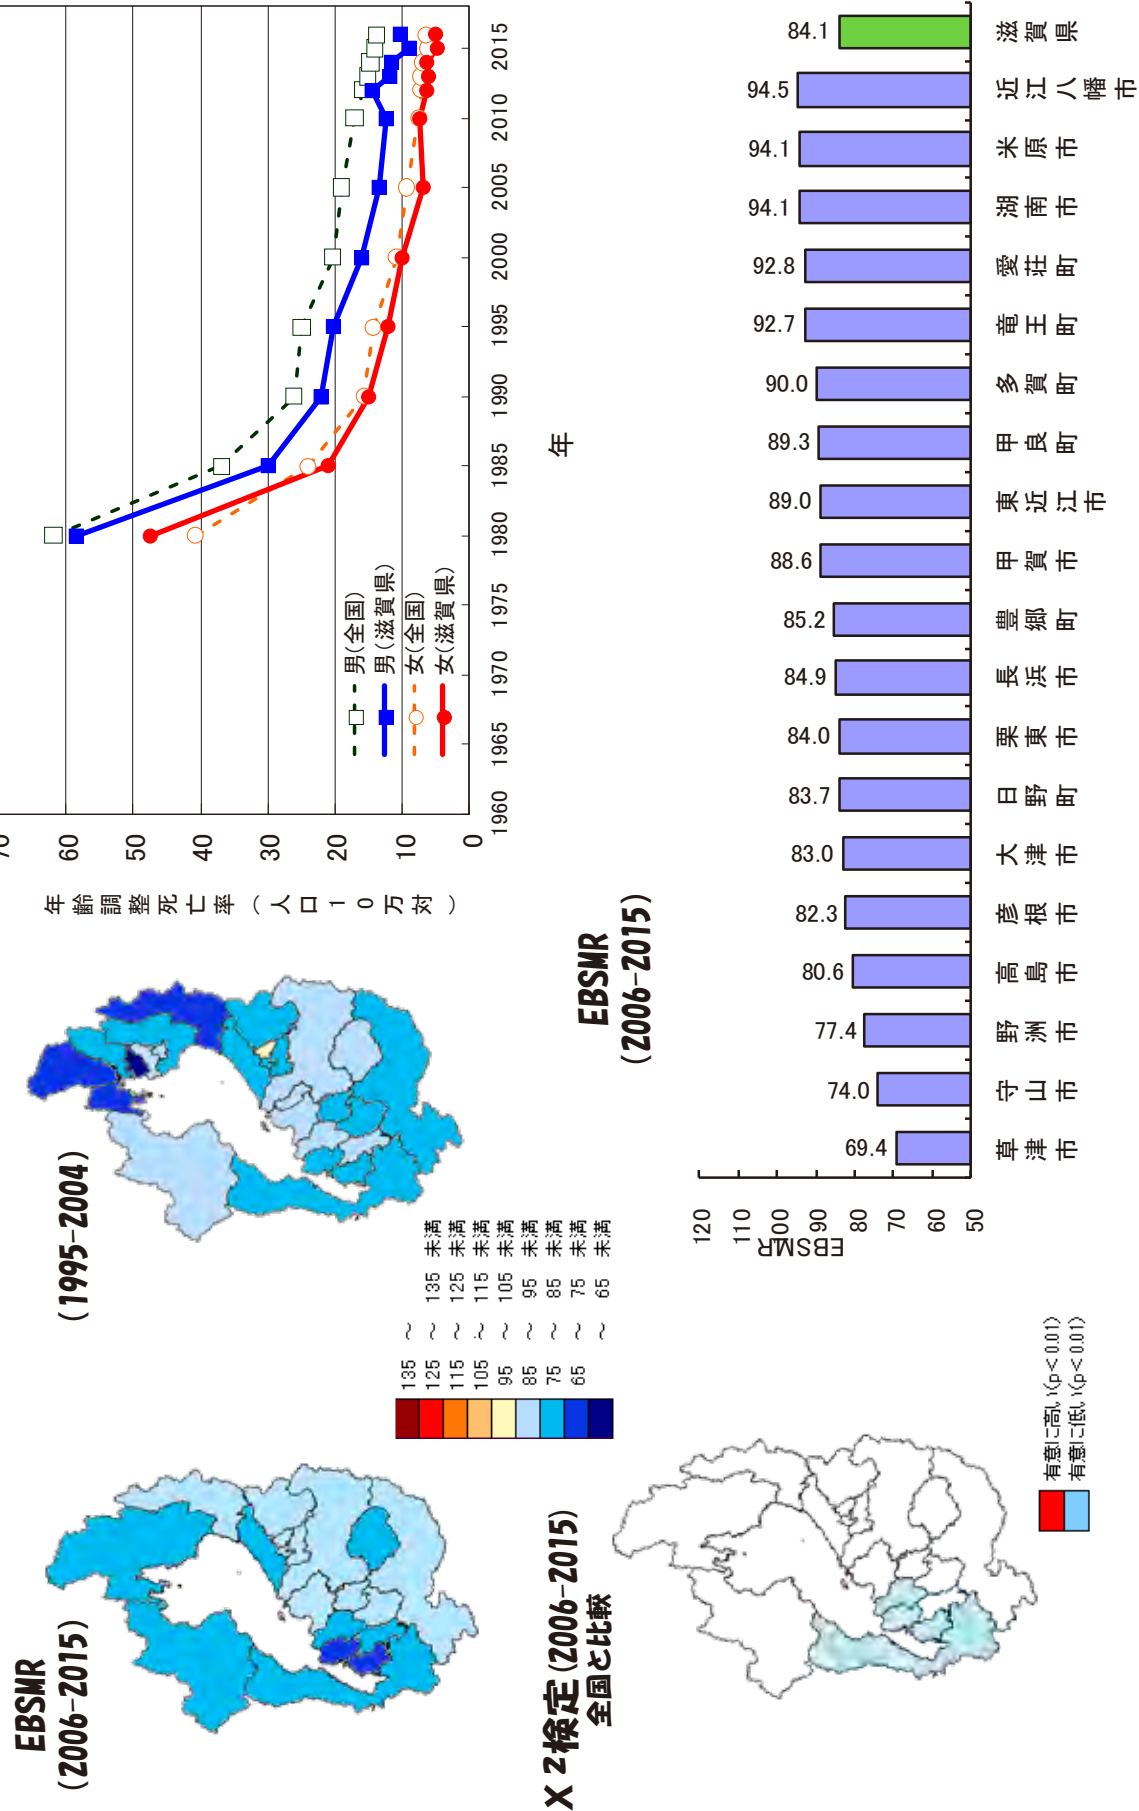 EBSMR
(2006-2015)
(1995-2004)
135 ～
125 ～ 135 未満
115 ～ 125 未満
105 ～ 115 未満
95 ～ 105 未満
85 ～ 95 未満
75 ～ 85 未満
65 ～ 75 未満
～ 65 未満
年齢調整死亡率(人口10万対)
70
60
50
40
30
20
10
0
1960 1965 1970 1975 1980 1985 1990 1995 2000 2005 2010 2015
年
男(全国)
男(滋賀県)
女(全国)
女(滋賀県)
X²検定(2006-2015)
全国と比較
有意に高い(p<0.01)
有意に低い(p<0.01)
EBSMR
(2006-2015)
EBSMR
120
110
100
90
80
70
60
50
69.4 74.0 77.4 80.6 82.3 83.0 83.7 84.0 84.9 85.2 88.6 89.0 89.3 90.0 92.7 92.8 94.1 94.1 94.5 84.1
草津市 守山市 野洲市 高島市 彦根市 大津市 日野町 栗東市 長浜市 豊郷町 甲賀市 東近江市 甲良町 多賀町 竜王町 愛荘町 湖南市 米原市 近江八幡市 滋賀県